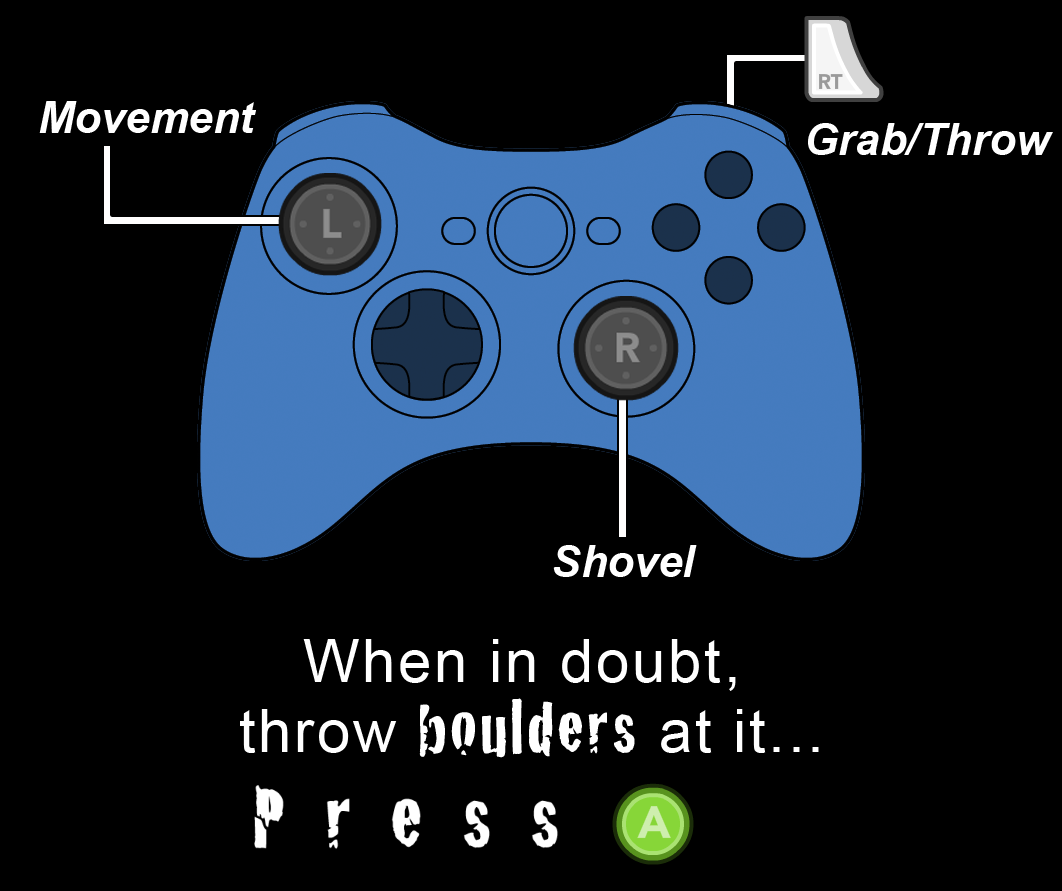 RT
Movement
Grab/Throw
L
R
Shovel
When in doubt,
throw boulders at it...
Press A